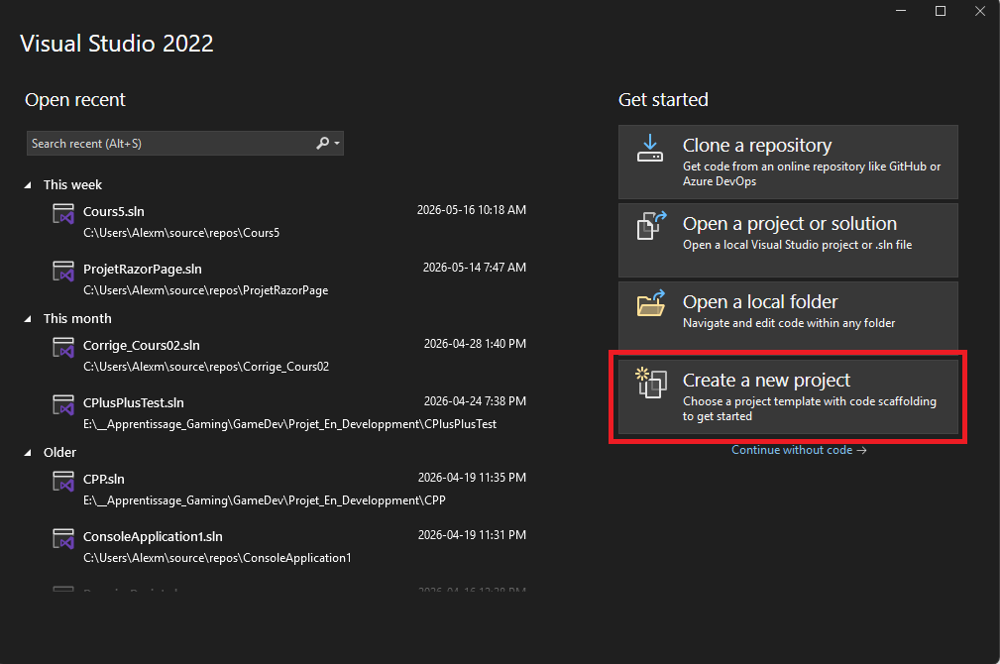 Visual Studio 2022
Open recent
Search recent (Alt+S)
This week
Cours5.sln
2026-05-16 10:18 AM
C:\Users\Alexm\source\repos\Cours5
ProjetRazorPage.sln
2026-05-14 7:47 AM
C:\Users\Alexm\source\repos\ProjetRazorPage
This month
Corrige_Cours02.sln
2026-04-28 1:40 PM
C:\Users\Alexm\source\repos\Corrige_Cours02
CPlusPlusTest.sln
2026-04-24 7:38 PM
E:\__Apprentissage_Gaming\GameDev\Projet_En_Developpment\CPlusPlusTest
Older
CPP.sln
2026-04-19 11:35 PM
E:\__Apprentissage_Gaming\GameDev\Projet_En_Developpment\CPP
ConsoleApplication1.sln
2026-04-19 11:31 PM
C:\Users\Alexm\source\repos\ConsoleApplication1
Get started
Clone a repository
Get code from an online repository like GitHub or
Azure DevOps
Open a project or solution
Open a local Visual Studio project or .sln file
Open a local folder
Navigate and edit code within any folder
Create a new project
Choose a project template with code scaffolding
to get started
Continue without code →